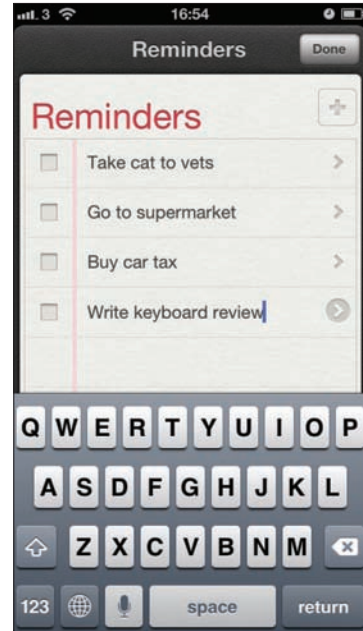 3 16:54
Reminders Done
Reminders
Take cat to vets
Go to supermarket
Buy car tax
Write keyboard review
Q W E R T Y U I O P
A S D F G H J K L
Z X C V B N M
123 space return